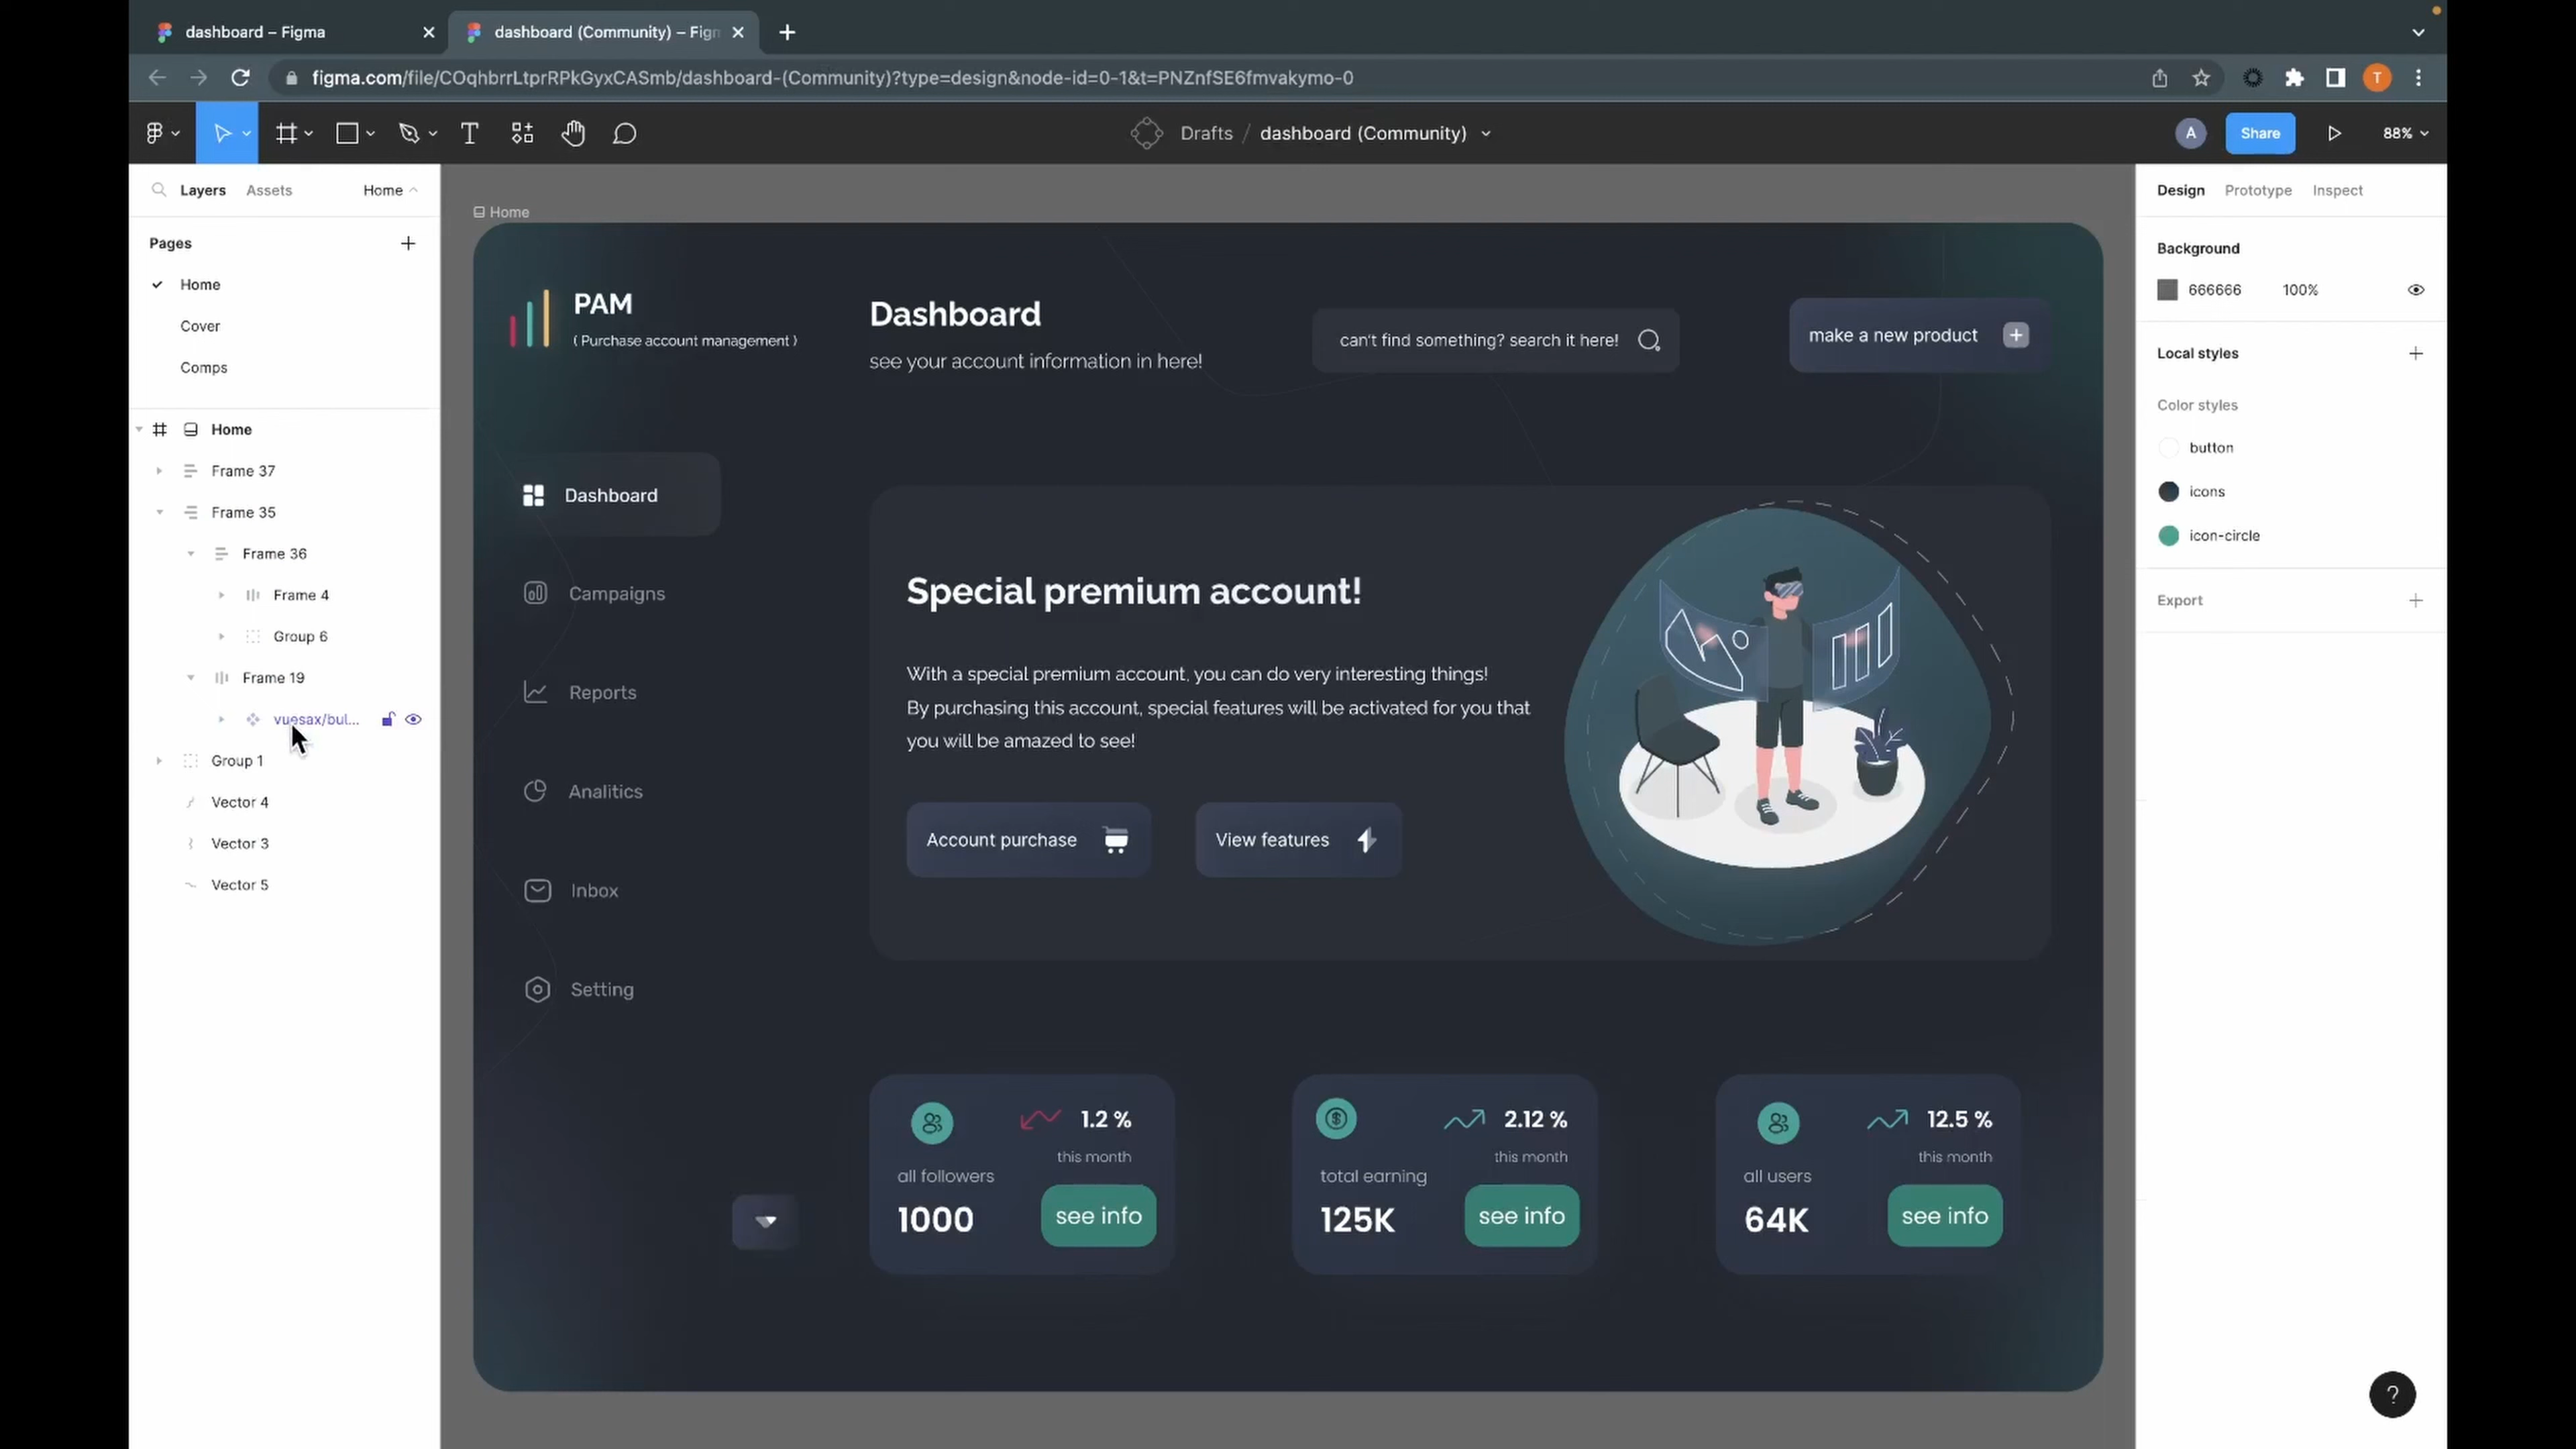 dashboard – Figma
dashboard (Community) – Figm
figma.com/file/COqhbrrLtprRPkGyxCASmb/dashboard-(Community)?type=design&node-id=0-1&t=PNZnfSE6fmvakymo-0
T
T
Drafts / dashboard (Community)
A
Share
88%
Layers
Assets
Home
Pages
Home
Cover
Comps
Home
Frame 37
Frame 35
Frame 36
Frame 4
Group 6
Frame 19
vuesax/bul...
Group 1
Vector 4
Vector 3
Vector 5
Home
PAM
( Purchase account management )
Dashboard
see your account information in here!
can't find something? search it here!
make a new product
Dashboard
Campaigns
Reports
Analitics
Inbox
Setting
Special premium account!
With a special premium account, you can do very interesting things!
By purchasing this account, special features will be activated for you that
you will be amazed to see!
Account purchase
View features
1.2 %
this month
all followers
1000
see info
2.12 %
this month
total earning
125K
see info
12.5 %
this month
all users
64K
see info
Design
Prototype
Inspect
Background
666666
100%
Local styles
Color styles
button
icons
icon-circle
Export
?